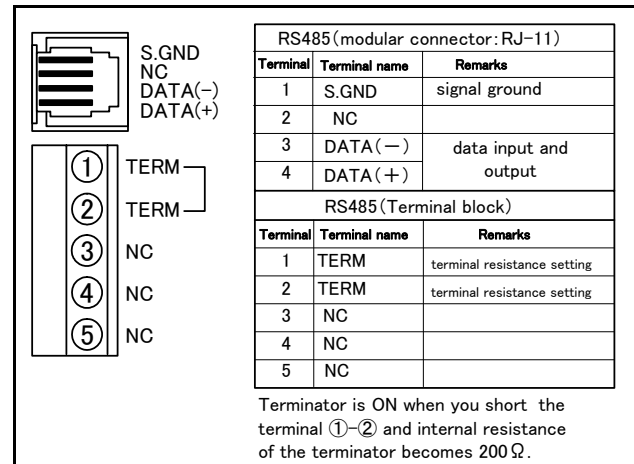 S.GND
NC
DATA(−)
DATA(+)
① TERM
② TERM
③ NC
④ NC
⑤ NC
RS485(modular connector:RJ-11)
Terminal Terminal name Remarks
1 S.GND signal ground
2 NC
3 DATA(−) data input and
4 DATA(+) output
RS485(Terminal block)
Terminal Terminal name Remarks
1 TERM terminal resistance setting
2 TERM terminal resistance setting
3 NC
4 NC
5 NC
Terminator is ON when you short the
terminal ①-② and internal resistance
of the terminator becomes 200Ω.